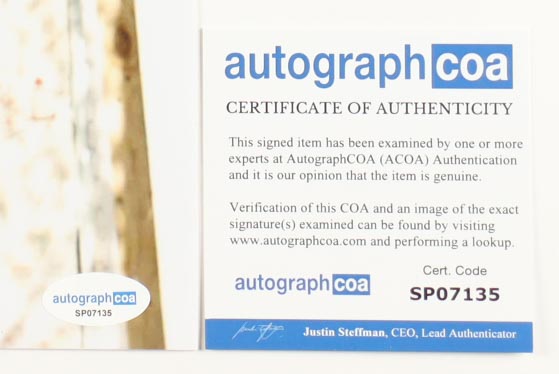 autographcoa
CERTIFICATE OF AUTHENTICITY
This signed item has been examined by one or more
experts at AutographCOA (ACOA) Authentication
and it is our opinion that the item is genuine.
Verification of this COA and an image of the exact
signature(s) examined can be found by visiting
www.autographcoa.com and performing a lookup.
autographcoa
Cert. Code
SP07135
Justin Steffman, CEO, Lead Authenticator
autographcoa
SP07135